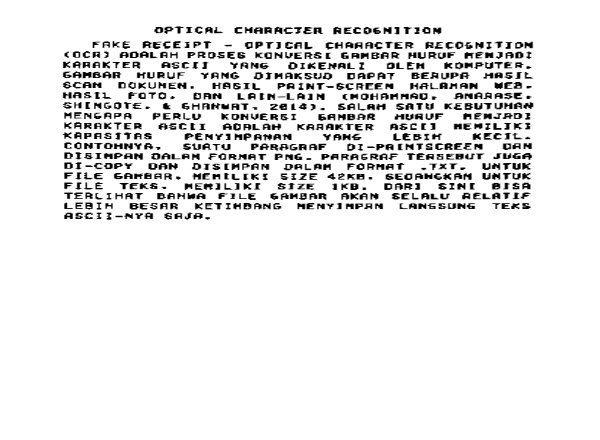 OPTICAL CHARACTER RECOGNITION
FAKE RECEIPT - OPTICAL CHARACTER RECOGNITION
(OCR) ADALAH PROSES KONVERSI GAMBAR HURUF MENJADI
KARAKTER ASCII YANG DIKENALI OLEH KOMPUTER.
GAMBAR HURUF YANG DIMAKSUD DAPAT BERUPA HASIL
SCAN DOKUMEN, HASIL PRINT-SCREEN HALAMAN WEB,
HASIL FOTO, DAN LAIN-LAIN (MOHAMMAD, ANARASE,
SHINGOTE, & GHANWAT, 2014). SALAH SATU KEBUTUHAN
MENGAPA PERLU KONVERSI GAMBAR HURUF MENJADI
KARAKTER ASCII ADALAH KARAKTER ASCII MEMILIKI
KAPASITAS PENYIMPANAN YANG LEBIH KECIL.
CONTOHNYA, SUATU PARAGRAF DI-PRINTSCREEN DAN
DISIMPAN DALAM FORMAT PNG. PARAGRAF TERSEBUT JUGA
DI-COPY DAN DISIMPAN DALAM FORMAT .TXT. UNTUK
FILE GAMBAR, MEMILIKI SIZE 42KB. SEDANGKAN UNTUK
FILE TEKS, MEMILIKI SIZE 1KB. DARI SINI BISA
TERLIHAT BAHWA FILE GAMBAR AKAN SELALU RELATIF
LEBIH BESAR KETIMBANG MENYIMPAN LANGSUNG TEKS
ASCII-NYA SAJA.